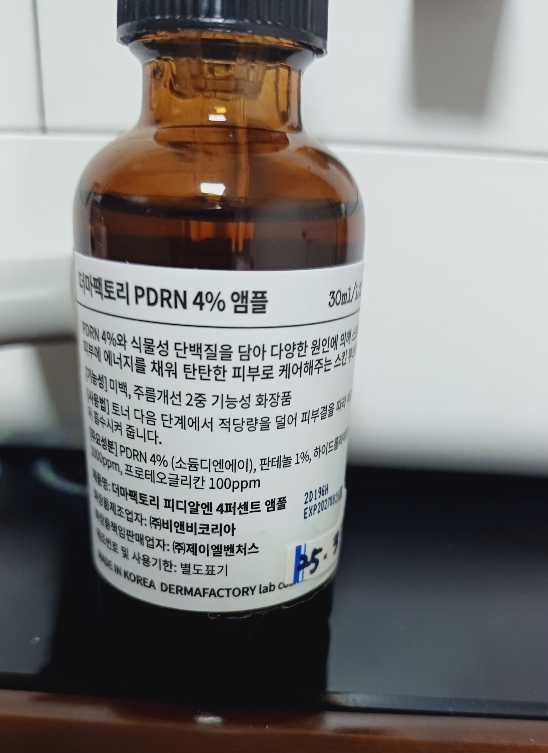 더마팩토리 PDRN 4% 앰플 30ml/1.
PDRN 4%와 식물성 단백질을 담아 다양한 원인에 의해
피부에 에너지를 채워 탄탄한 피부로 케어해주는 스킨
[기능성] 미백, 주름개선 2중 기능성 화장품
[사용법] 토너 다음 단계에서 적당량을 덜어 피부결을 따라
흡수시켜 줍니다.
[주요성분] PDRN 4% (소듐디엔에이), 판테놀 1%,
1000ppm, 프로테오글리칸 100ppm
제품명: 더마팩토리 피디알엔 4퍼센트 앰플
화장품제조업자: ㈜비앤비코리아
화장품책임판매업자: ㈜제이엘벤처스
제조번호 및 사용기한: 별도표기
MADE IN KOREA DERMAFACTORY lab
2D196H
25.